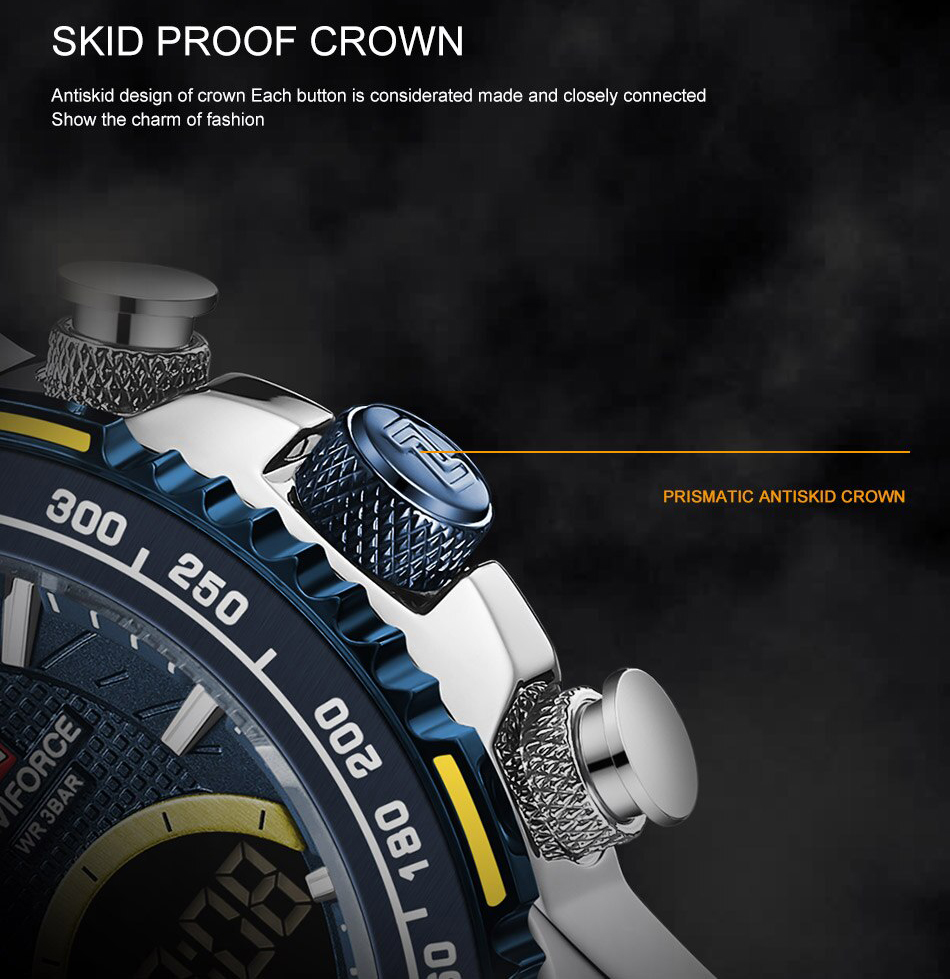 SKID PROOF CROWN
Antiskid design of crown Each button is considerated made and closely connected
Show the charm of fashion
PRISMATIC ANTISKID CROWN
300
250
200
180
VIFORCE
WR 3BAR